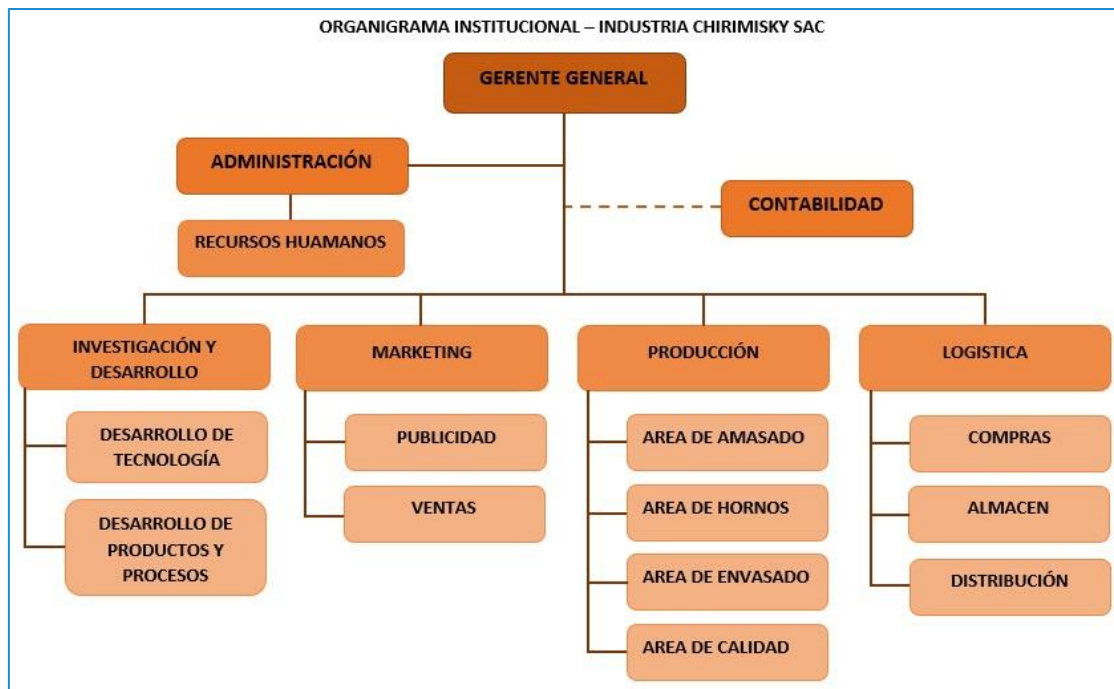 ORGANIGRAMA INSTITUCIONAL – INDUSTRIA CHIRIMISKY SAC
GERENTE GENERAL
ADMINISTRACIÓN
CONTABILIDAD
RECURSOS HUAMANOS
INVESTIGACIÓN Y
DESARROLLO
DESARROLLO DE
TECNOLOGÍA
DESARROLLO DE
PRODUCTOS Y
PROCESOS
MARKETING
PUBLICIDAD
VENTAS
PRODUCCIÓN
AREA DE AMASADO
AREA DE HORNOS
AREA DE ENVASADO
AREA DE CALIDAD
LOGISTICA
COMPRAS
ALMACEN
DISTRIBUCIÓN